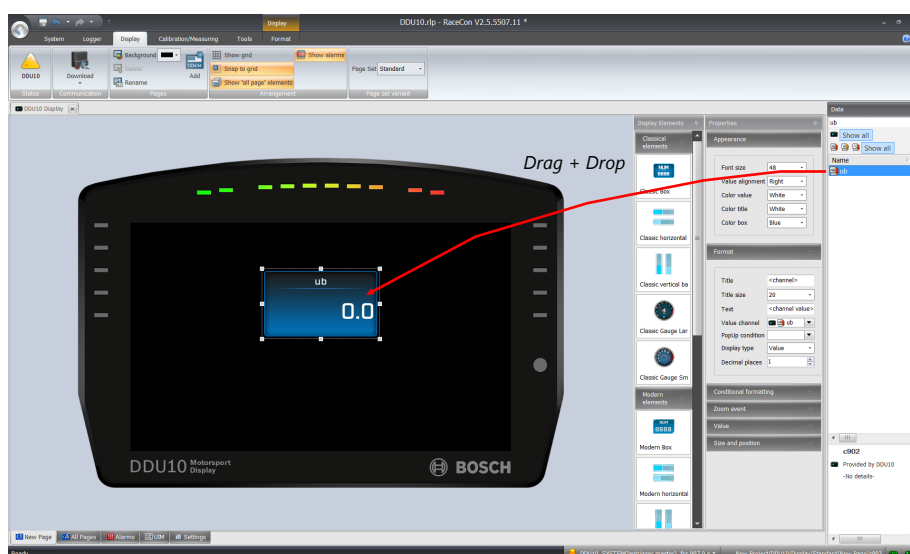 Display
DDU10.rlp - RaceCon V2.5.5507.11 *
System Logger Display Calibration/Measuring Tools Format
DDU10
Status
Download
Communication
Background
Delete
Rename
Add
Pages
Show grid
Snap to grid
Show 'all page' elements
Show alarms
Arrangement
Page Set Standard
Page set variant
DDU10 Display
Display Elements
Classical
elements
Classic Box
Classic horizontal
Classic vertical ba
Classic Gauge Lar
Classic Gauge Sm
Modern
elements
Modern Box
Modern horizontal
Properties
Appearance
Font size 48
Value alignment Right
Color value White
Color title White
Color box Blue
Format
Title <channel>
Title size 20
Text <channel value>
Value channel ub
PopUp condition
Display type Value
Decimal places 1
Conditional formatting
Zoom event
Value
Size and position
Data
ub
Show all
Show all
Name
ub
c902
Provided by DDU10
-No details-
Drag + Drop
ub
0.0
DDU10 Motorsport
Display
BOSCH
New Page All Pages Alarms UIM Settings
Ready